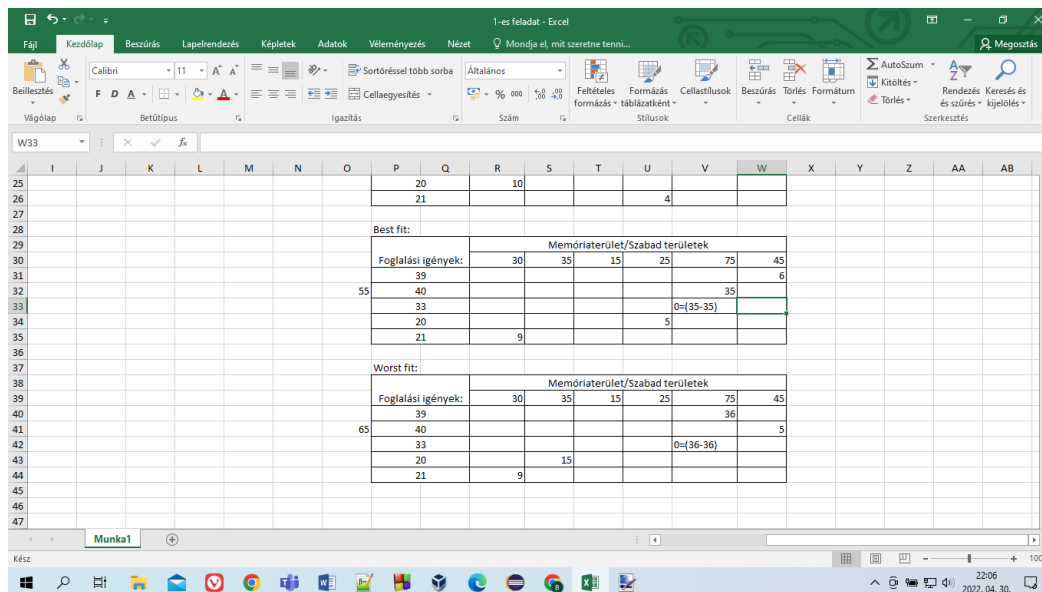 1-es feladat - Excel
Fájl Kezdőlap Beszúrás Lapelrendezés Képletek Adatok Véleményezés Nézet Mondja el, mit szeretne tenni... Megosztás
Beillesztés Calibri 11 Sortöréssel több sorba Általános Feltételes formázás Formázás táblázatként Cellastílusok Beszúrás Törlés Formátum AutoSzum Rendezés és szűrés Keresés és kijelölés
F D A A Cellaegyesítés % 000 Kitöltés
Törlés
Vágólap Betűtípus Igazítás Szám Stílusok Cellák Szerkesztés
W33 fx
I J K L M N O P Q R S T U V W X Y Z AA AB
25 20 10
26 21 4
27
28 Best fit:
29 Memóriaterület/Szabad területek
30 Foglalási igények: 30 35 15 25 75 45
31 39 6
32 55 40 35
33 33 0=(35-35)
34 20 5
35 21 9
36
37 Worst fit:
38 Memóriaterület/Szabad területek
39 Foglalási igények: 30 35 15 25 75 45
40 39 36
41 65 40 5
42 33 0=(36-36)
43 20 15
44 21 9
45
46
47
Munka1
Kész 100
22:06
2022. 04. 30.